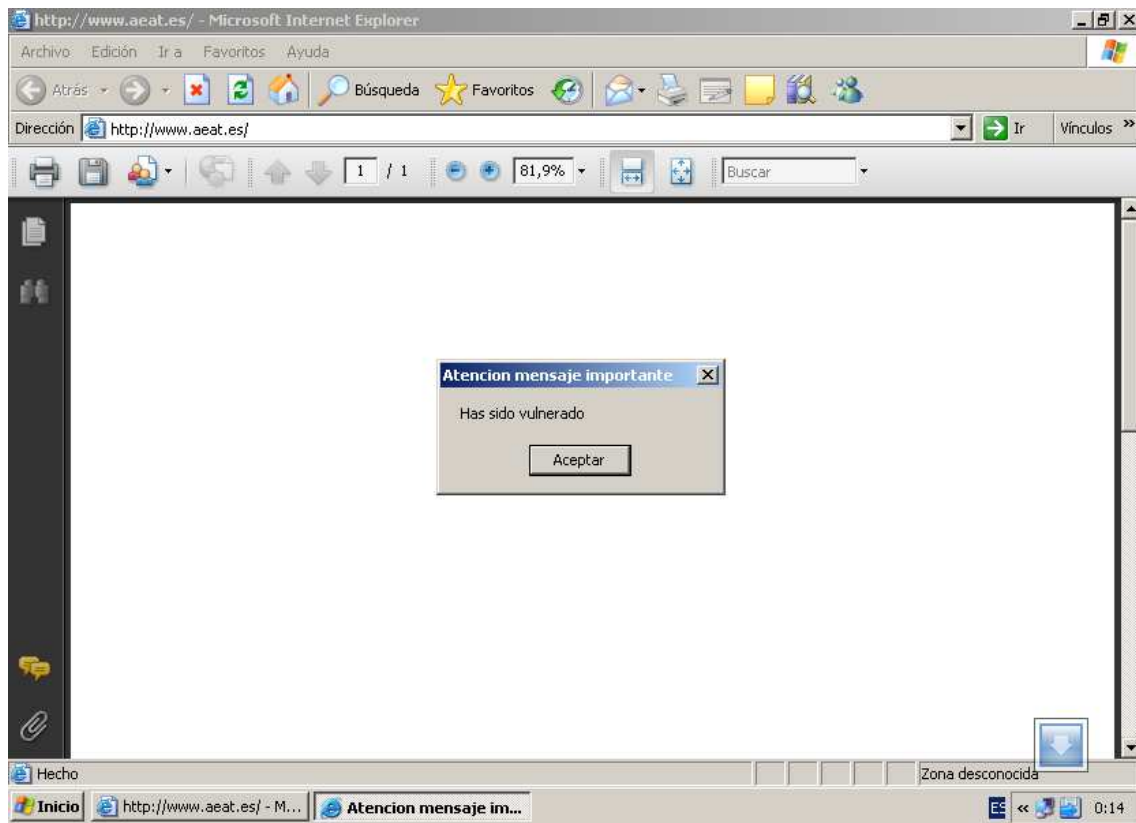 http://www.aeat.es/ - Microsoft Internet Explorer
Archivo Edición Ir a Favoritos Ayuda
Atrás Búsqueda Favoritos
Dirección http://www.aeat.es/ Ir Vínculos »
1 / 1 81,9% Buscar
Atencion mensaje importante
Has sido vulnerado
Aceptar
Hecho Zona desconocida
Inicio http://www.aeat.es/ - M... Atencion mensaje im... ES « 0:14